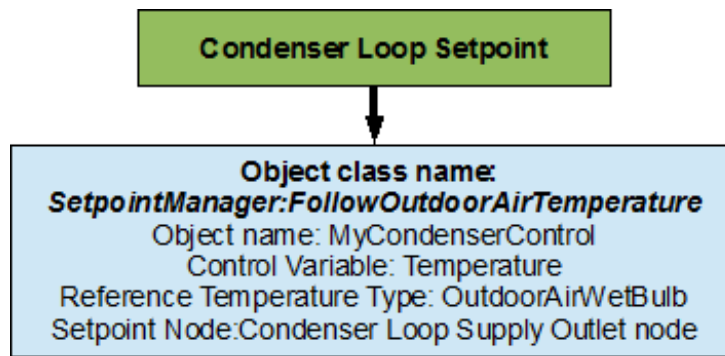 Condenser Loop Setpoint
Object class name:
SetpointManager:FollowOutdoorAirTemperature
Object name: MyCondenserControl
Control Variable: Temperature
Reference Temperature Type: OutdoorAirWetBulb
Setpoint Node:Condenser Loop Supply Outlet node